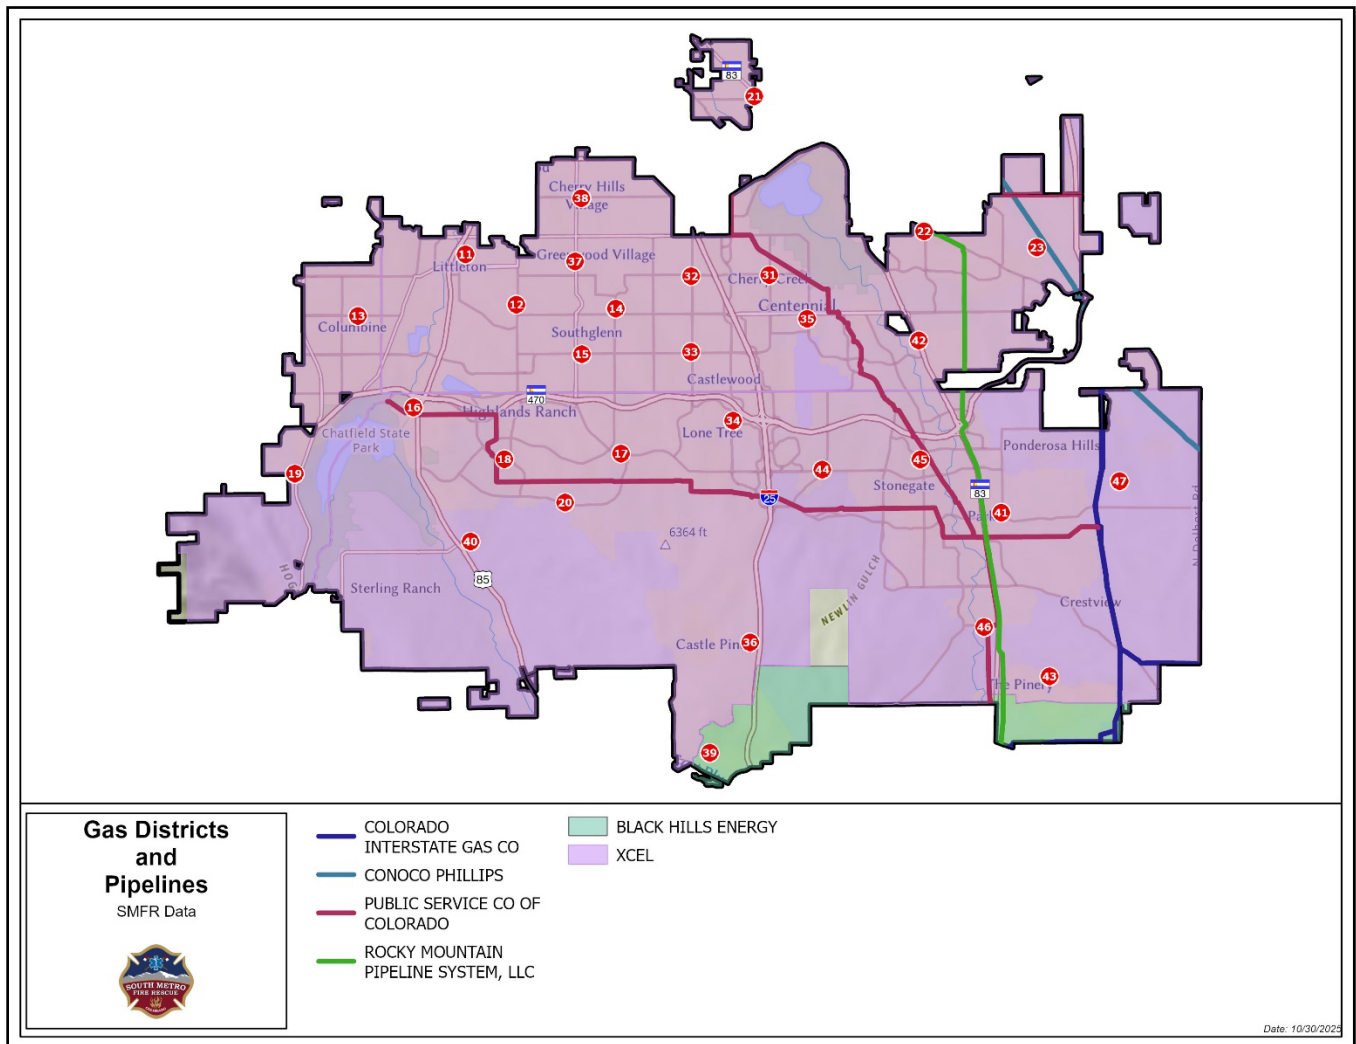 83
21
Cherry Hills
38
Village
22
23
11
Littleton
37
Greenwood Village
32
31
Cherry Creek
12
14
Centennial
13
Columbine
35
Southglenn
42
15
33
Castlewood
470
16
Highlands Ranch
34
Lone Tree
Chatfield State
Park
Ponderosa Hills
18
17
45
44
19
47
Stonegate
25
83
20
41
6364 ft
40
85
Sterling Ranch
NEWLIN GULCH
Crestview
46
36
43
The Pinery
39
Gas Districts
and
Pipelines
SMFR Data
SOUTH METRO
FIRE RESCUE
COLORADO
INTERSTATE GAS CO
CONOCO PHILLIPS
PUBLIC SERVICE CO OF
COLORADO
ROCKY MOUNTAIN
PIPELINE SYSTEM, LLC
BLACK HILLS ENERGY
XCEL
Date: 10/30/2025